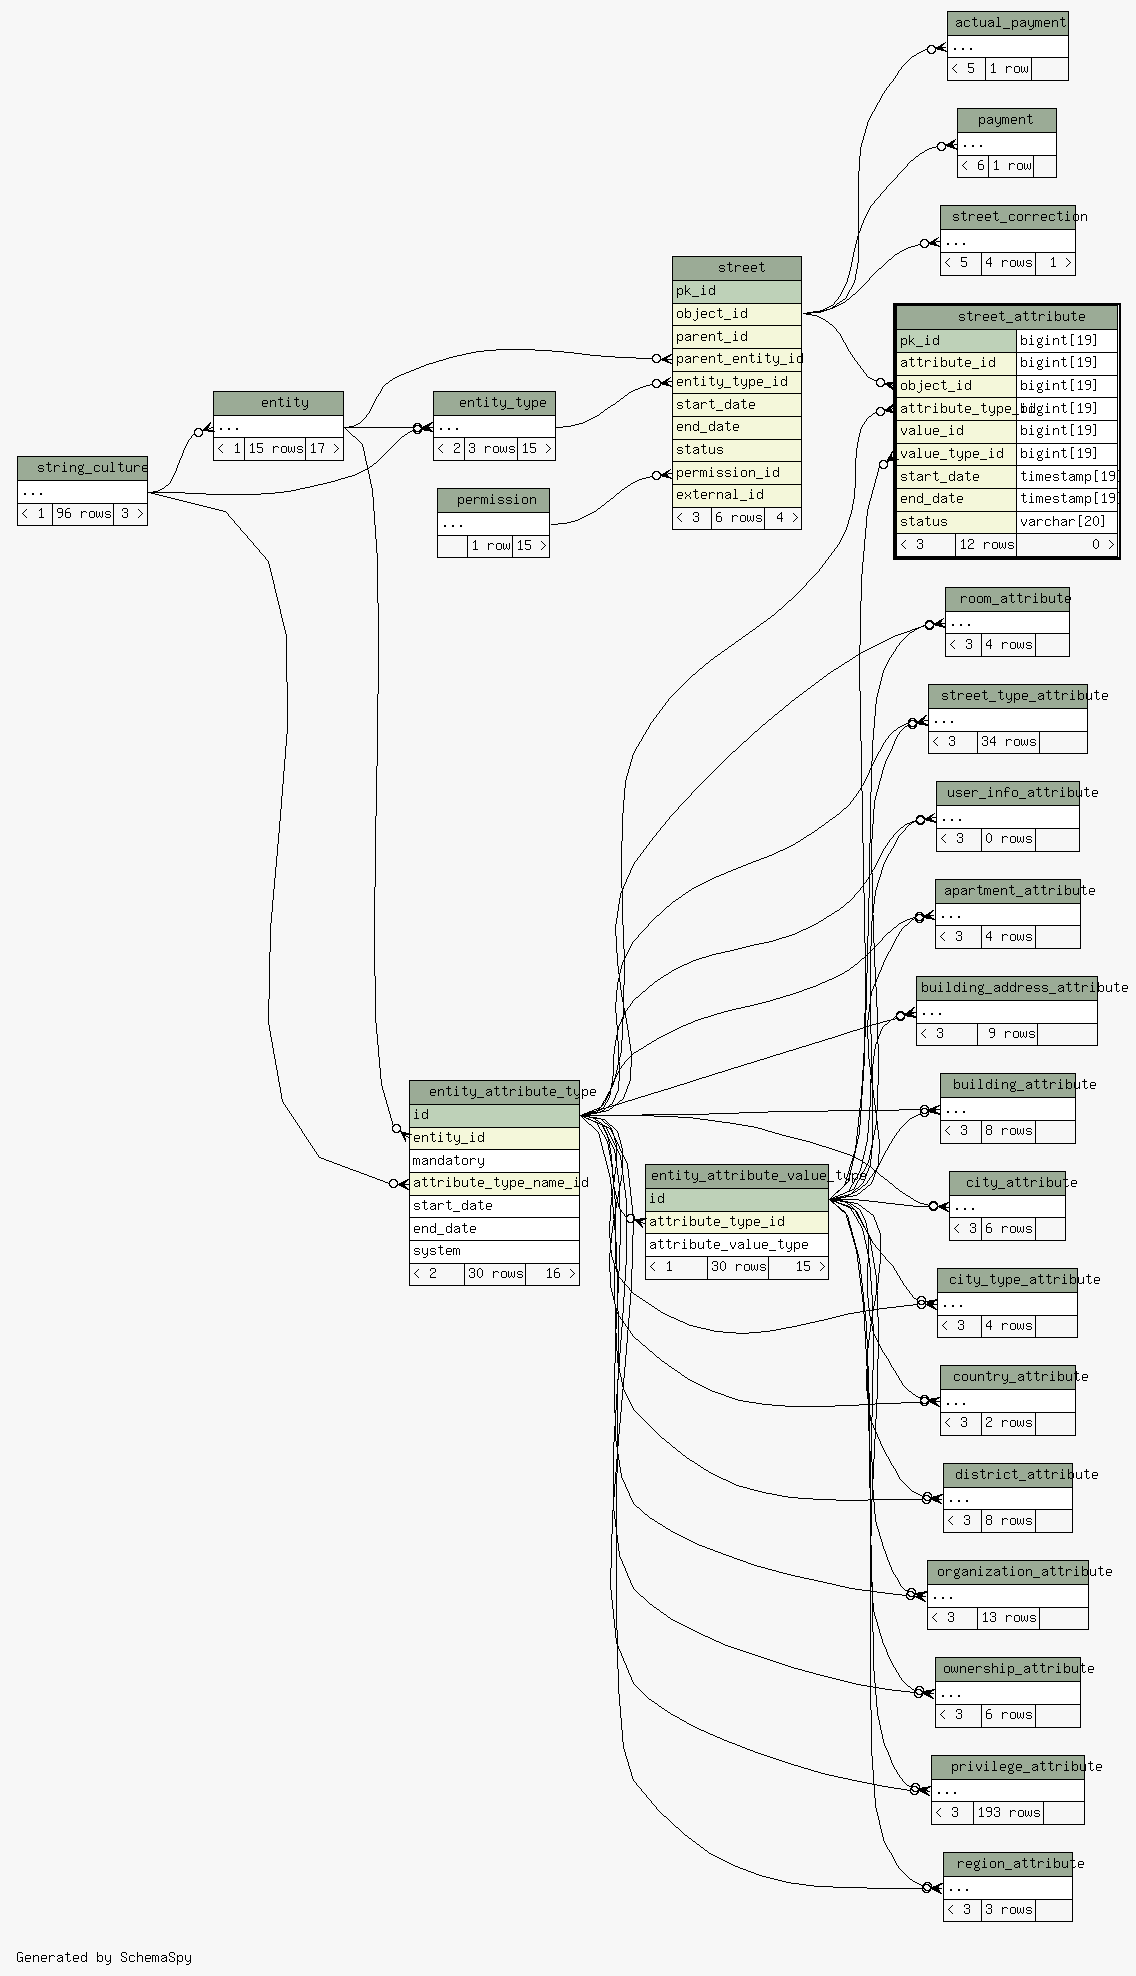 actual_payment
...
< 5 1 row
payment
...
< 6 1 row
street_correction
...
< 5 4 rows 1 >
street
pk_id
object_id
parent_id
parent_entity_id
entity_type_id
start_date
end_date
status
permission_id
external_id
< 3 6 rows 4 >
street_attribute
pk_id bigint[19]
attribute_id bigint[19]
object_id bigint[19]
attribute_type_id bigint[19]
value_id bigint[19]
value_type_id bigint[19]
start_date timestamp[19]
end_date timestamp[19]
status varchar[20]
< 3 12 rows 0 >
entity
...
< 1 15 rows 17 >
entity_type
...
< 2 3 rows 15 >
string_culture
...
< 1 96 rows 3 >
permission
...
1 row 15 >
room_attribute
...
< 3 4 rows
street_type_attribute
...
< 3 34 rows
user_info_attribute
...
< 3 0 rows
apartment_attribute
...
< 3 4 rows
building_address_attribute
...
< 3 9 rows
entity_attribute_type
id
entity_id
mandatory
attribute_type_name_id
start_date
end_date
system
< 2 30 rows 16 >
entity_attribute_value_type
id
attribute_type_id
attribute_value_type
< 1 30 rows 15 >
building_attribute
...
< 3 8 rows
city_attribute
...
< 3 6 rows
city_type_attribute
...
< 3 4 rows
country_attribute
...
< 3 2 rows
district_attribute
...
< 3 8 rows
organization_attribute
...
< 3 13 rows
ownership_attribute
...
< 3 6 rows
privilege_attribute
...
< 3 193 rows
region_attribute
...
< 3 3 rows
Generated by SchemaSpy